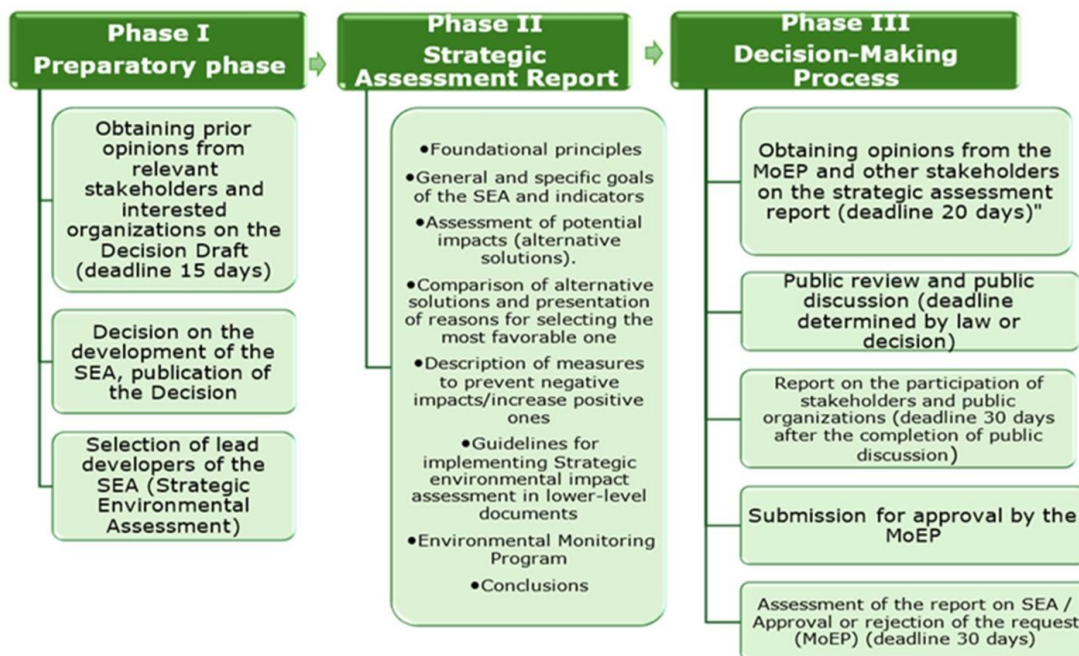 Phase I
Preparatory phase
Obtaining prior
opinions from
relevant
stakeholders and
interested
organizations on the
Decision Draft
(deadline 15 days)
Decision on the
development of the
SEA, publication of
the Decision
Selection of lead
developers of the
SEA (Strategic
Environmental
Assessment)
Phase II
Strategic
Assessment Report
•Foundational principles
•General and specific goals
of the SEA and indicators
•Assessment of potential
impacts (alternative
solutions).
•Comparison of alternative
solutions and presentation
of reasons for selecting the
most favorable one
•Description of measures
to prevent negative
impacts/increase positive
ones
•Guidelines for
implementing Strategic
environmental impact
assessment in lower-level
documents
•Environmental Monitoring
Program
•Conclusions
Phase III
Decision-Making
Process
Obtaining opinions from the
MoEP and other stakeholders
on the strategic assessment
report (deadline 20 days)"
Public review and public
discussion (deadline
determined by law or
decision)
Report on the participation of
stakeholders and public
organizations (deadline 30 days
after the completion of public
discussion)
Submission for approval by the
MoEP
Assessment of the report on SEA /
Approval or rejection of the request
(MoEP) (deadline 30 days)